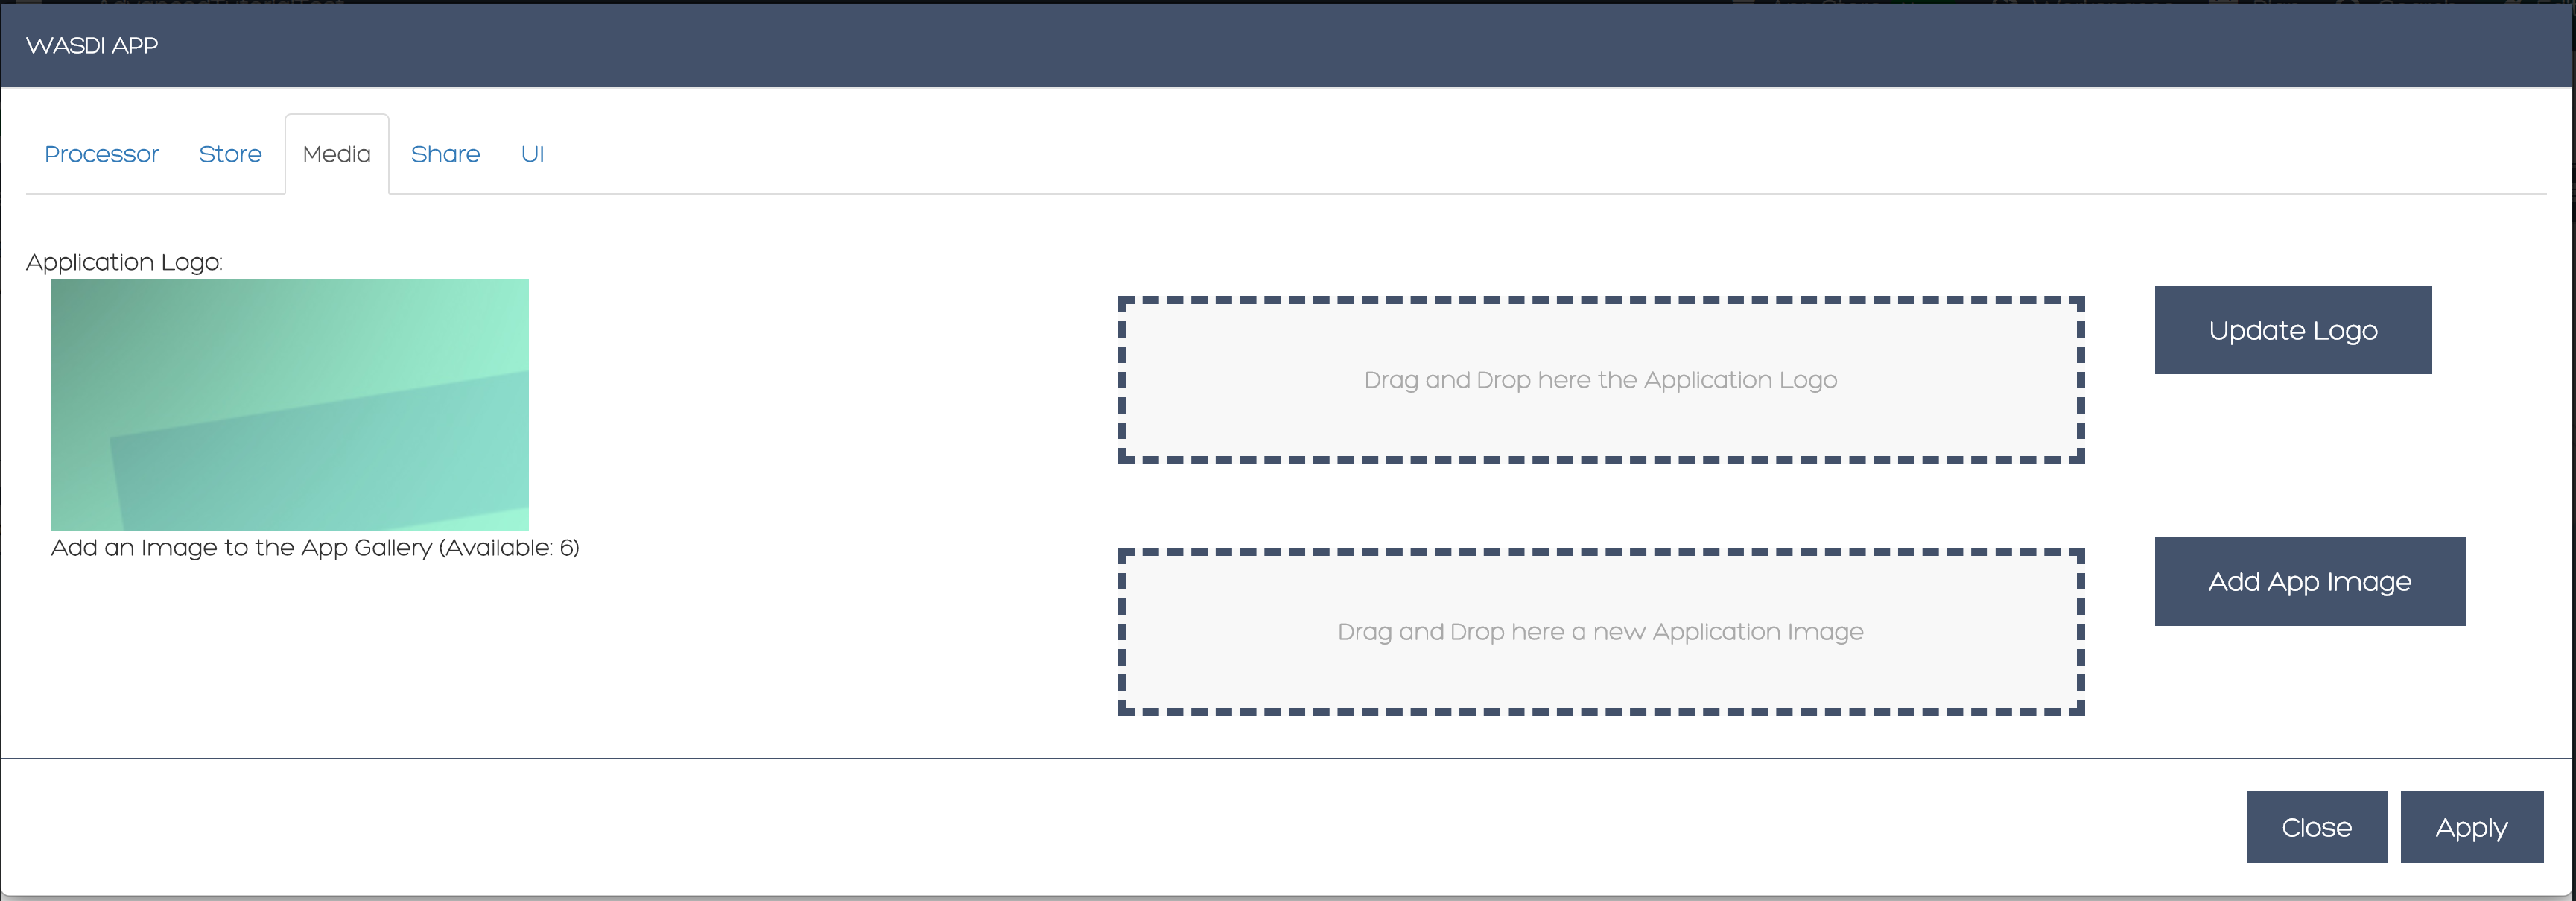 WASDI APP
Processor Store Media Share UI
Application Logo:
Update Logo
Drag and Drop here the Application Logo
Add an Image to the App Gallery (Available: 6)
Add App Image
Drag and Drop here a new Application Image
Close Apply